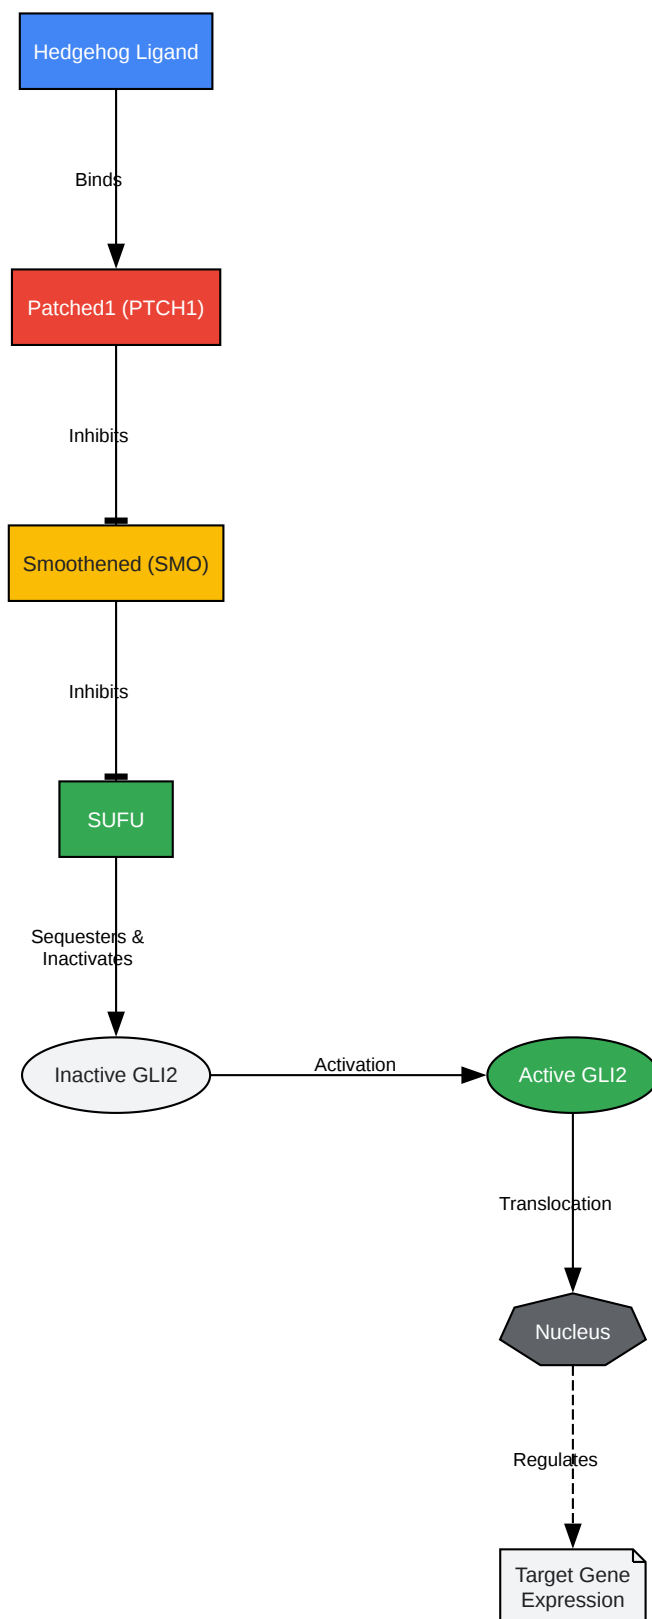 Hedgehog Ligand
Binds
Patched1 (PTCH1)
Inhibits
Smoothened (SMO)
Inhibits
SUFU
Sequesters &
Inactivates
Inactive GLI2
Activation
Active GLI2
Translocation
Nucleus
Regulates
Target Gene
Expression